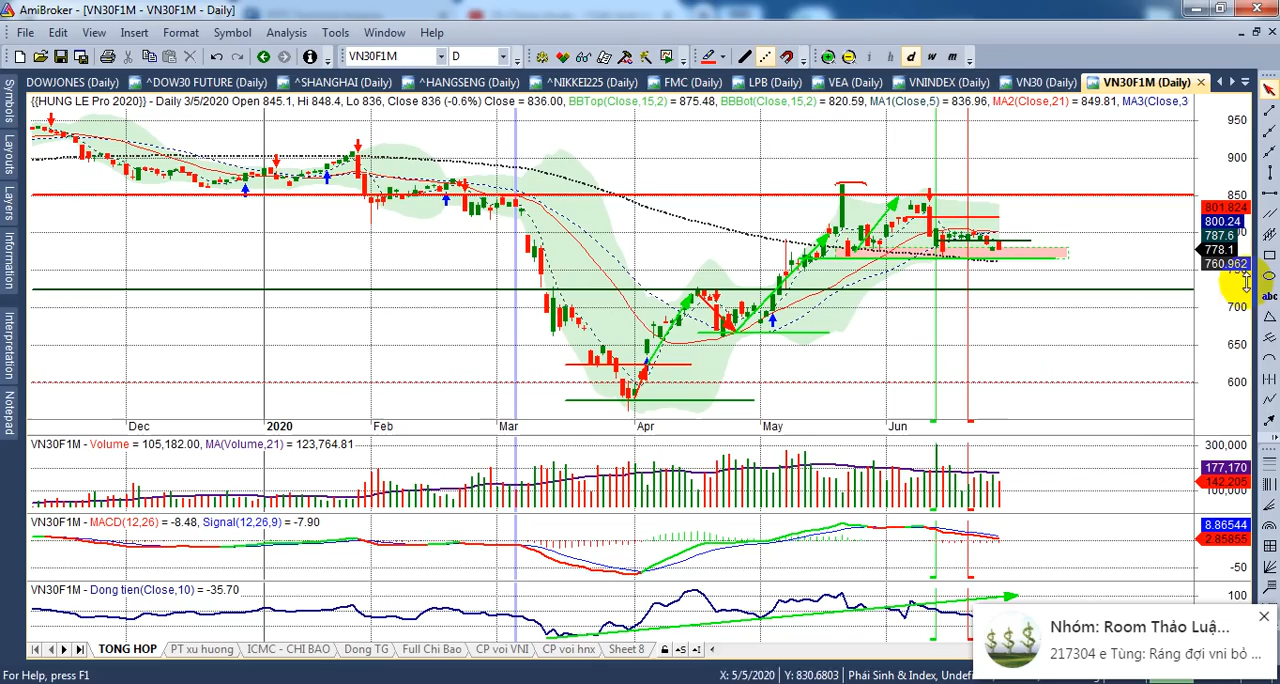 AmiBroker - [VN30F1M - VN30F1M - Daily]
File Edit View Insert Format Symbol Analysis Tools Window Help
VN30F1M D i h d w m
DOWJONES (Daily) ^DOW30 FUTURE (Daily) ^SHANGHAI (Daily) ^HANGSENG (Daily) ^NIKKEI225 (Daily) FMC (Daily) LPB (Daily) VEA (Daily) VNINDEX (Daily) VN30 (Daily) VN30F1M (Daily)
{{HUNG LE Pro 2020}} - Daily 3/5/2020 Open 845.1, Hi 848.4, Lo 836, Close 836 (-0.6%) Close = 836.00, BBTop(Close,15,2) = 875.48, BBBot(Close,15,2) = 820.59, MA1(Close,5) = 836.96, MA2(Close,21) = 849.81, MA3(Close,3
Symbols
Layouts
Layers
Information
Interpretation
Notepad
950
900
850
801.824
800.24
787.6
778.1
760.962
700
650
600
abc
Dec 2020 Feb Mar Apr May Jun
VN30F1M - Volume = 105,182.00, MA(Volume,21) = 123,764.81
300,000
177,170
142,205
100,000
VN30F1M - MACD(12,26) = -8.48, Signal(12,26,9) = -7.90
8.86544
2.85855
-50
VN30F1M - Dong tien(Close,10) = -35.70
100
Nhóm: Room Thảo Luậ...
217304 e Tùng: Ráng đợi vni bỏ ...
TONG HOP PT xu huong ICME - CHI BAO Dong TG Full Chi Bao CP voi VNI CP voi hnx Sheet 8
For Help, press F1
X: 5/5/2020 Y: 830.6803 Phái Sinh & Index, Undef